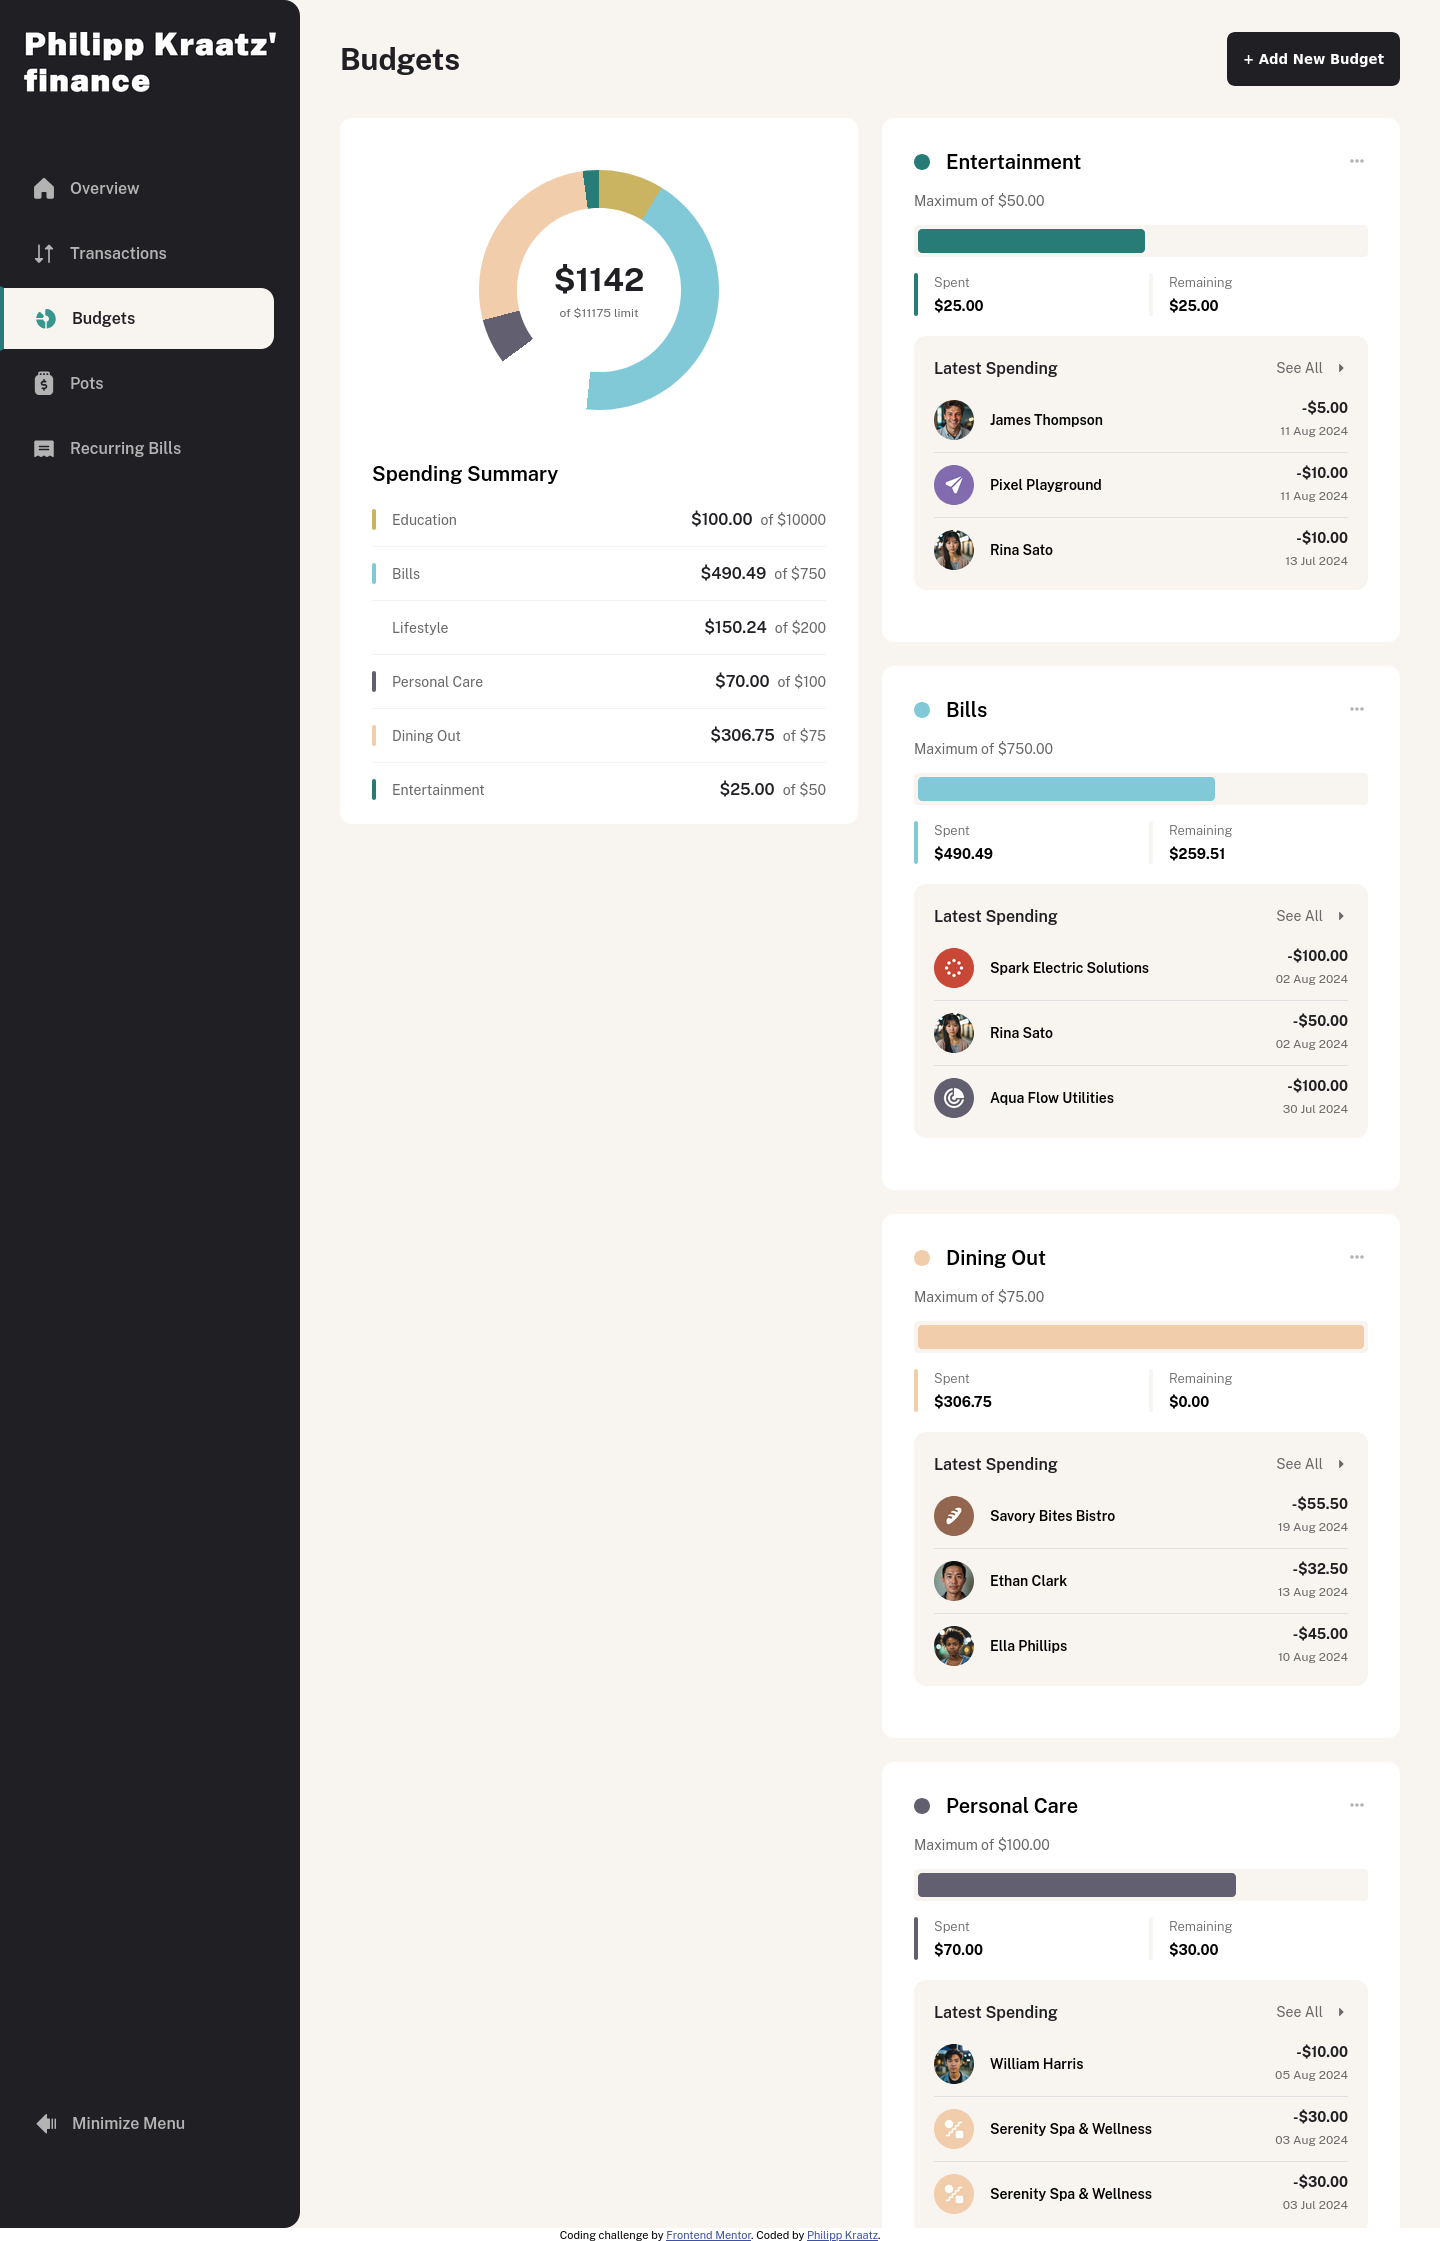 Philipp Kraatz'
finance
Overview
Transactions
Budgets
Pots
Recurring Bills
Minimize Menu
Budgets
+ Add New Budget
$1142
of $11175 limit
Spending Summary
Education $100.00 of $10000
Bills $490.49 of $750
Lifestyle $150.24 of $200
Personal Care $70.00 of $100
Dining Out $306.75 of $75
Entertainment $25.00 of $50
Entertainment
Maximum of $50.00
Spent Remaining
$25.00 $25.00
Latest Spending See All
James Thompson -$5.00
11 Aug 2024
Pixel Playground -$10.00
11 Aug 2024
Rina Sato -$10.00
13 Jul 2024
Bills
Maximum of $750.00
Spent Remaining
$490.49 $259.51
Latest Spending See All
Spark Electric Solutions -$100.00
02 Aug 2024
Rina Sato -$50.00
02 Aug 2024
Aqua Flow Utilities -$100.00
30 Jul 2024
Dining Out
Maximum of $75.00
Spent Remaining
$306.75 $0.00
Latest Spending See All
Savory Bites Bistro -$55.50
19 Aug 2024
Ethan Clark -$32.50
13 Aug 2024
Ella Phillips -$45.00
10 Aug 2024
Personal Care
Maximum of $100.00
Spent Remaining
$70.00 $30.00
Latest Spending See All
William Harris -$10.00
05 Aug 2024
Serenity Spa & Wellness -$30.00
03 Aug 2024
Serenity Spa & Wellness -$30.00
03 Jul 2024
Coding challenge by Frontend Mentor. Coded by Philipp Kraatz.